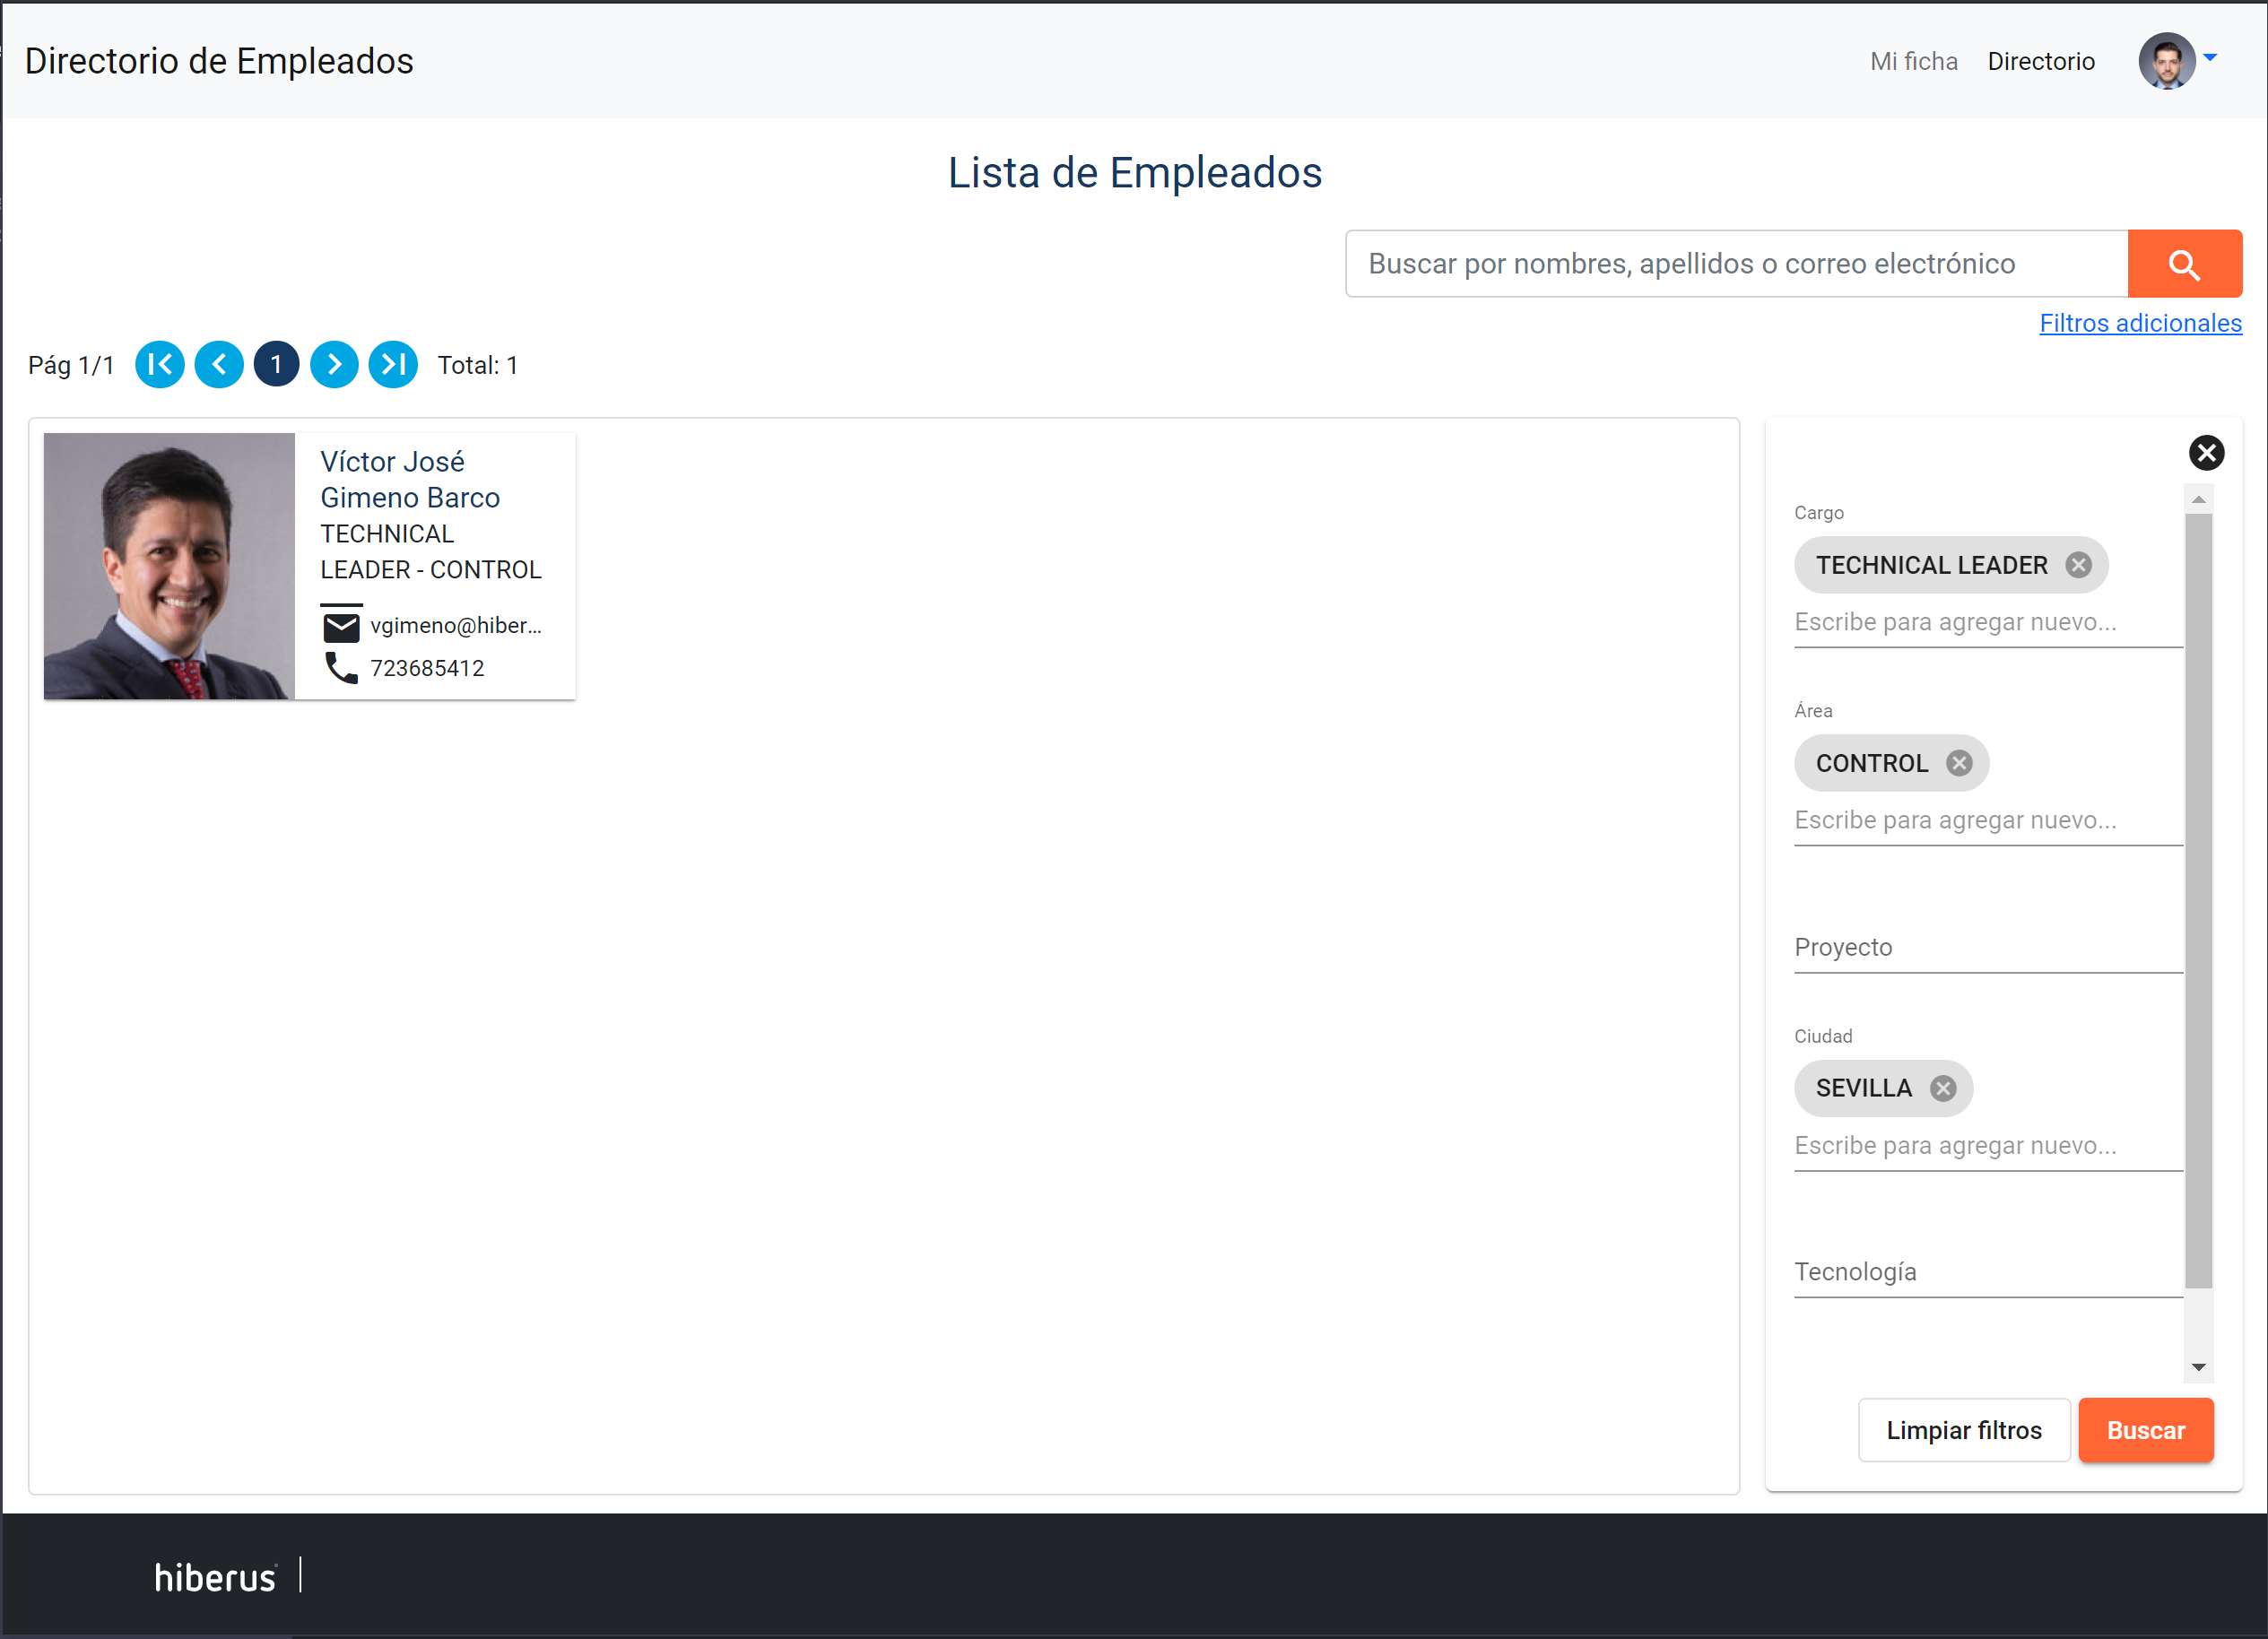 Directorio de Empleados
Mi ficha
Directorio
Lista de Empleados
Buscar por nombres, apellidos o correo electrónico
Filtros adicionales
Pág 1/1
1
Total: 1
Víctor José
Gimeno Barco
TECHNICAL
LEADER - CONTROL
vgimeno@hiber...
723685412
Cargo
TECHNICAL LEADER
Escribe para agregar nuevo...
Área
CONTROL
Escribe para agregar nuevo...
Proyecto
Ciudad
SEVILLA
Escribe para agregar nuevo...
Tecnología
Limpiar filtros
Buscar
hiberus